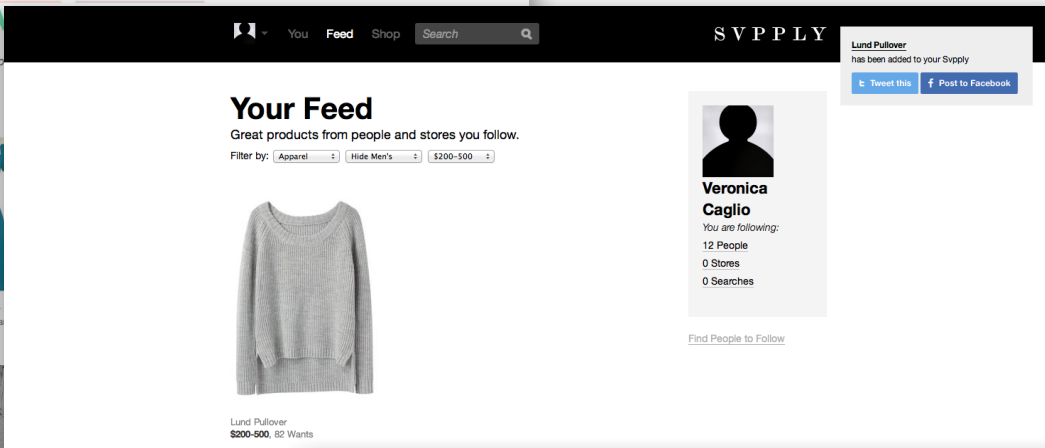 You Feed Shop Search SVPPLY
Lund Pullover
has been added to your Svpply
Tweet this Post to Facebook
Your Feed
Great products from people and stores you follow.
Filter by: Apparel Hide Men's $200-500
Veronica
Caglio
You are following:
12 People
0 Stores
0 Searches
Find People to Follow
Lund Pullover
$200-500, 82 Wants